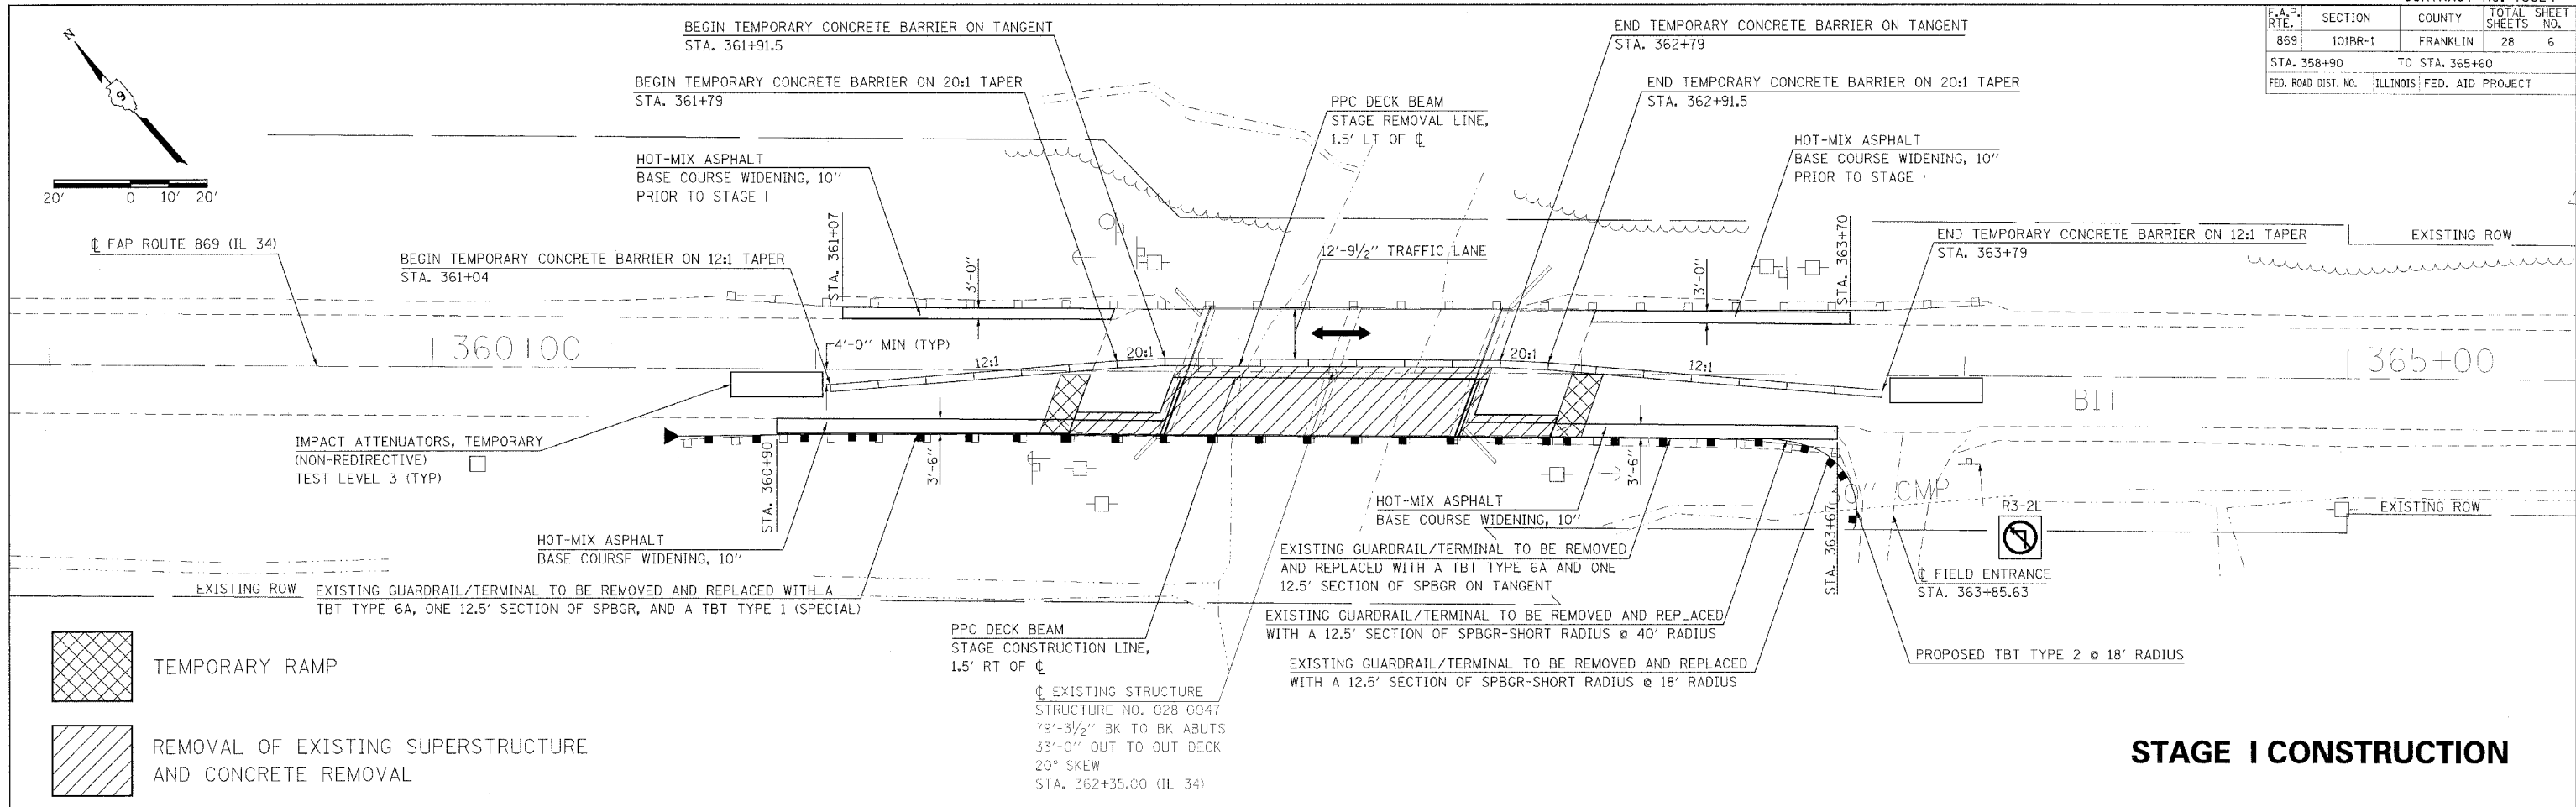 F.A.P. RTE. SECTION COUNTY TOTAL SHEETS SHEET NO.
869 101BR-1 FRANKLIN 28 6
STA. 358+90 TO STA. 365+60
FED. ROAD DIST. NO. ILLINOIS FED. AID PROJECT
N
9
20' 0 10' 20'
BEGIN TEMPORARY CONCRETE BARRIER ON TANGENT
STA. 361+91.5
END TEMPORARY CONCRETE BARRIER ON TANGENT
STA. 362+79
BEGIN TEMPORARY CONCRETE BARRIER ON 20:1 TAPER
STA. 361+79
END TEMPORARY CONCRETE BARRIER ON 20:1 TAPER
STA. 362+91.5
PPC DECK BEAM
STAGE REMOVAL LINE,
1.5' LT OF ℄
HOT-MIX ASPHALT
BASE COURSE WIDENING, 10"
PRIOR TO STAGE I
HOT-MIX ASPHALT
BASE COURSE WIDENING, 10"
PRIOR TO STAGE I
℄ FAP ROUTE 869 (IL 34)
BEGIN TEMPORARY CONCRETE BARRIER ON 12:1 TAPER
STA. 361+04
STA. 361+07
3'-0"
12'-9½" TRAFFIC LANE
3'-0"
STA. 363+70
END TEMPORARY CONCRETE BARRIER ON 12:1 TAPER
STA. 363+79
EXISTING ROW
360+00
4'-0" MIN (TYP)
12:1
20:1
20:1
12:1
365+00
BIT
IMPACT ATTENUATORS, TEMPORARY
(NON-REDIRECTIVE)
TEST LEVEL 3 (TYP)
STA. 360+90
3'-6"
3'-6"
STA. 363+67
0" CMP
R3-2L
EXISTING ROW
HOT-MIX ASPHALT
BASE COURSE WIDENING, 10"
HOT-MIX ASPHALT
BASE COURSE WIDENING, 10"
EXISTING GUARDRAIL/TERMINAL TO BE REMOVED
AND REPLACED WITH A TBT TYPE 6A AND ONE
12.5' SECTION OF SPBGR ON TANGENT
℄ FIELD ENTRANCE
STA. 363+85.63
EXISTING ROW
EXISTING GUARDRAIL/TERMINAL TO BE REMOVED AND REPLACED WITH A
TBT TYPE 6A, ONE 12.5' SECTION OF SPBGR, AND A TBT TYPE 1 (SPECIAL)
EXISTING GUARDRAIL/TERMINAL TO BE REMOVED AND REPLACED
WITH A 12.5' SECTION OF SPBGR-SHORT RADIUS @ 40' RADIUS
PPC DECK BEAM
STAGE CONSTRUCTION LINE,
1.5' RT OF ℄
EXISTING GUARDRAIL/TERMINAL TO BE REMOVED AND REPLACED
WITH A 12.5' SECTION OF SPBGR-SHORT RADIUS @ 18' RADIUS
PROPOSED TBT TYPE 2 @ 18' RADIUS
℄ EXISTING STRUCTURE
STRUCTURE NO. 028-0047
79'-3½" BK TO BK ABUTS
33'-0" OUT TO OUT DECK
20° SKEW
STA. 362+35.00 (IL 34)
TEMPORARY RAMP
REMOVAL OF EXISTING SUPERSTRUCTURE
AND CONCRETE REMOVAL
STAGE I CONSTRUCTION